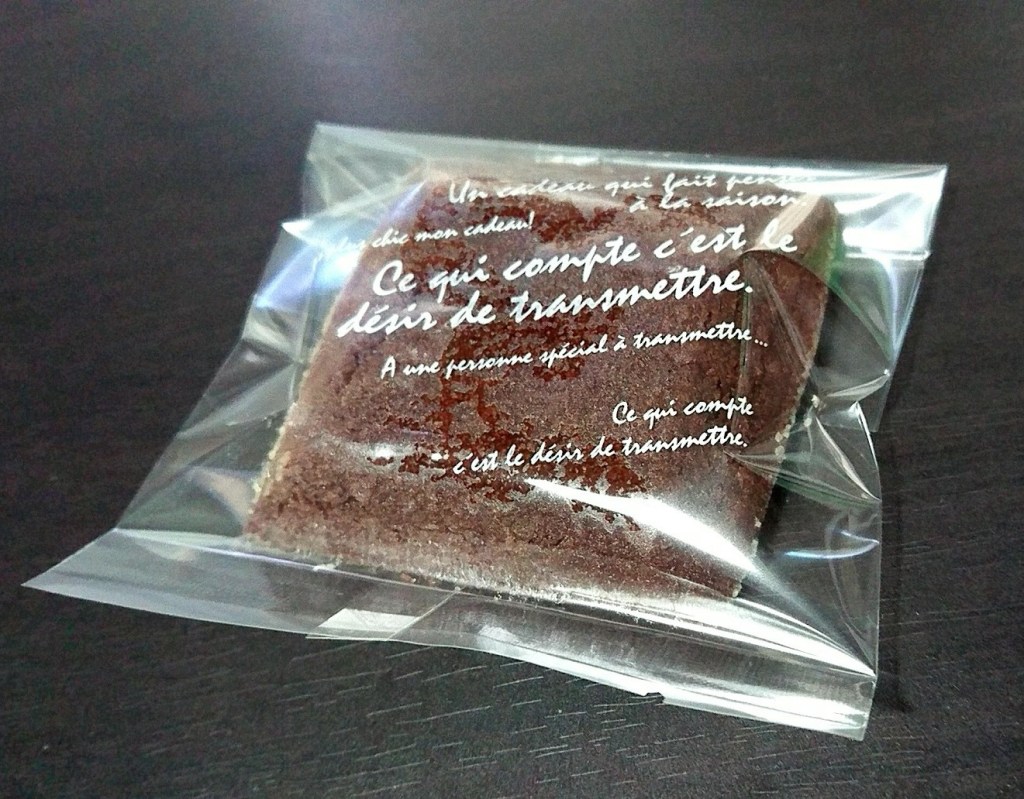 Un cadeau qui fait penser
à la saison.
chic mon cadeau!
Ce qui compte c'est le
désir de transmettre.
A une personne spécial à transmettre...
Ce qui compte
c'est le désir de transmettre.